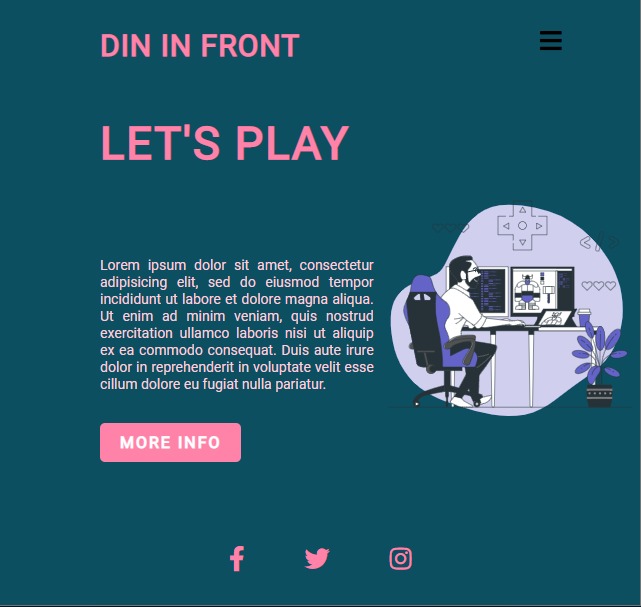 DIN IN FRONT
LET'S PLAY
Lorem ipsum dolor sit amet, consectetur
adipisicing elit, sed do eiusmod tempor
incididunt ut labore et dolore magna aliqua.
Ut enim ad minim veniam, quis nostrud
exercitation ullamco laboris nisi ut aliquip
ex ea commodo consequat. Duis aute irure
dolor in reprehenderit in voluptate velit esse
cillum dolore eu fugiat nulla pariatur.
MORE INFO